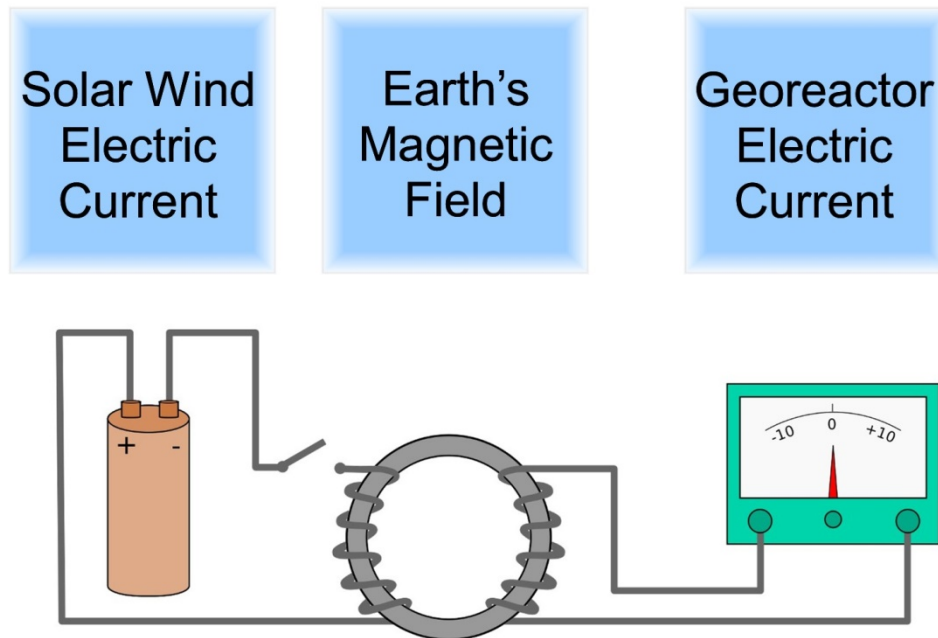 Solar Wind
Electric
Current
Earth's
Magnetic
Field
Georeactor
Electric
Current
+ -
-10 0 +10